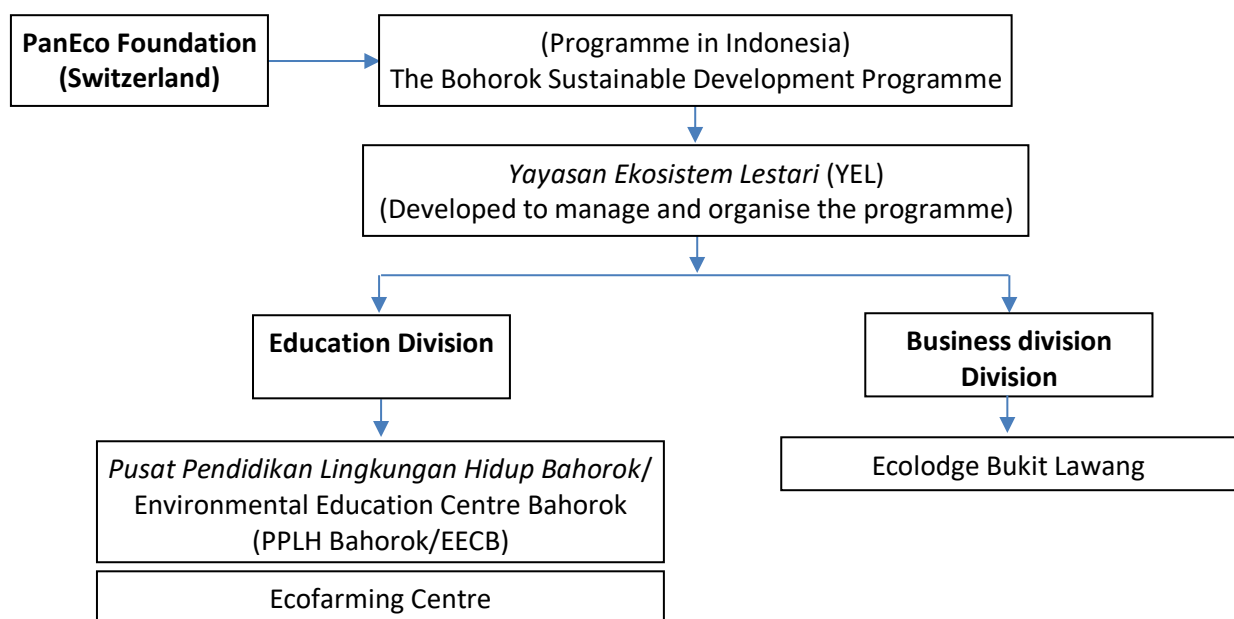 PanEco Foundation
(Switzerland)
(Programme in Indonesia)
The Bohorok Sustainable Development Programme
Yayasan Ekosistem Lestari (YEL)
(Developed to manage and organise the programme)
Education Division
Business division
Division
Pusat Pendidikan Lingkungan Hidup Bahorok/
Environmental Education Centre Bahorok
(PPLH Bahorok/EECB)
Ecolodge Bukit Lawang
Ecofarming Centre